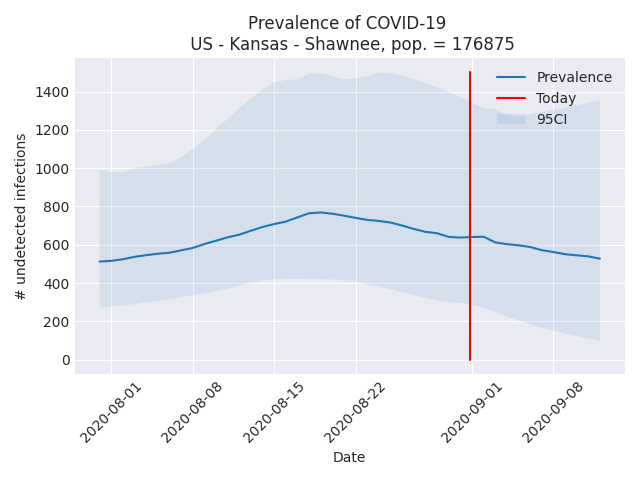 Prevalence of COVID-19
US - Kansas - Shawnee, pop. = 176875
Prevalence
Today
95CI
1400
1200
1000
800
600
400
200
0
# undetected infections
2020-08-01
2020-08-08
2020-08-15
2020-08-22
2020-09-01
2020-09-08
Date